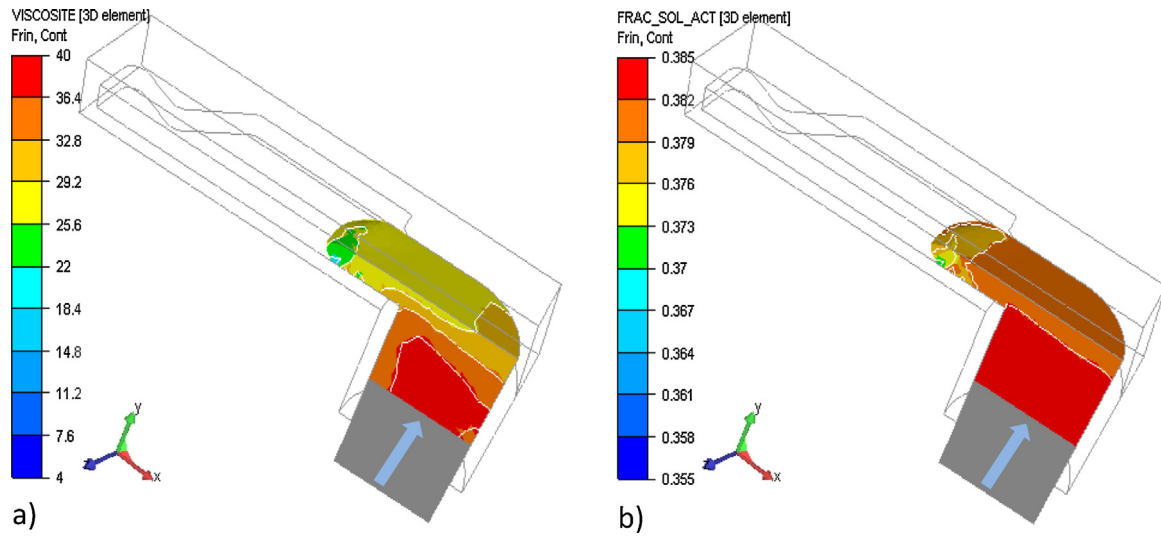 VISCOSITE [3D element]
Frin, Cont
40
36.4
32.8
29.2
25.6
22
18.4
14.8
11.2
7.6
4
y
z
x
a)
FRAC_SOL_ACT [3D element]
Frin, Cont
0.385
0.382
0.379
0.376
0.373
0.37
0.367
0.364
0.361
0.358
0.355
y
z
x
b)